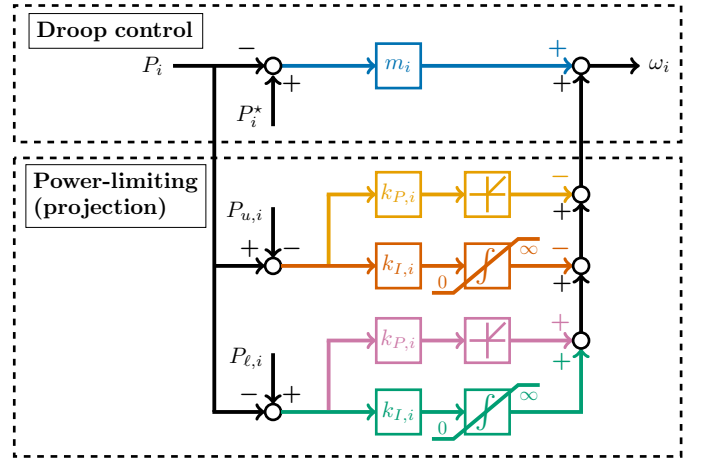 Droop control
− +
P_i m_i ω_i
+ +
P_i^⋆
Power-limiting
(projection)
k_{P,i} −
P_{u,i} +
+ − k_{I,i} ∫ 0 ∞ −
+
k_{P,i} +
P_{ℓ,i} +
− + k_{I,i} ∫ 0 ∞